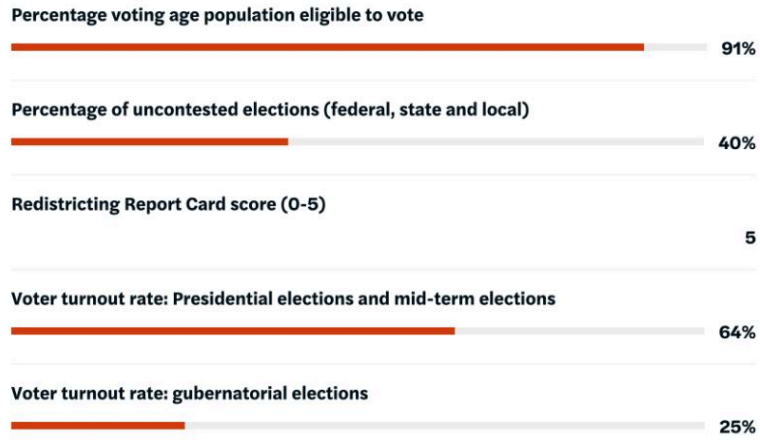 Percentage voting age population eligible to vote
91%
Percentage of uncontested elections (federal, state and local)
40%
Redistricting Report Card score (0-5)
5
Voter turnout rate: Presidential elections and mid-term elections
64%
Voter turnout rate: gubernatorial elections
25%